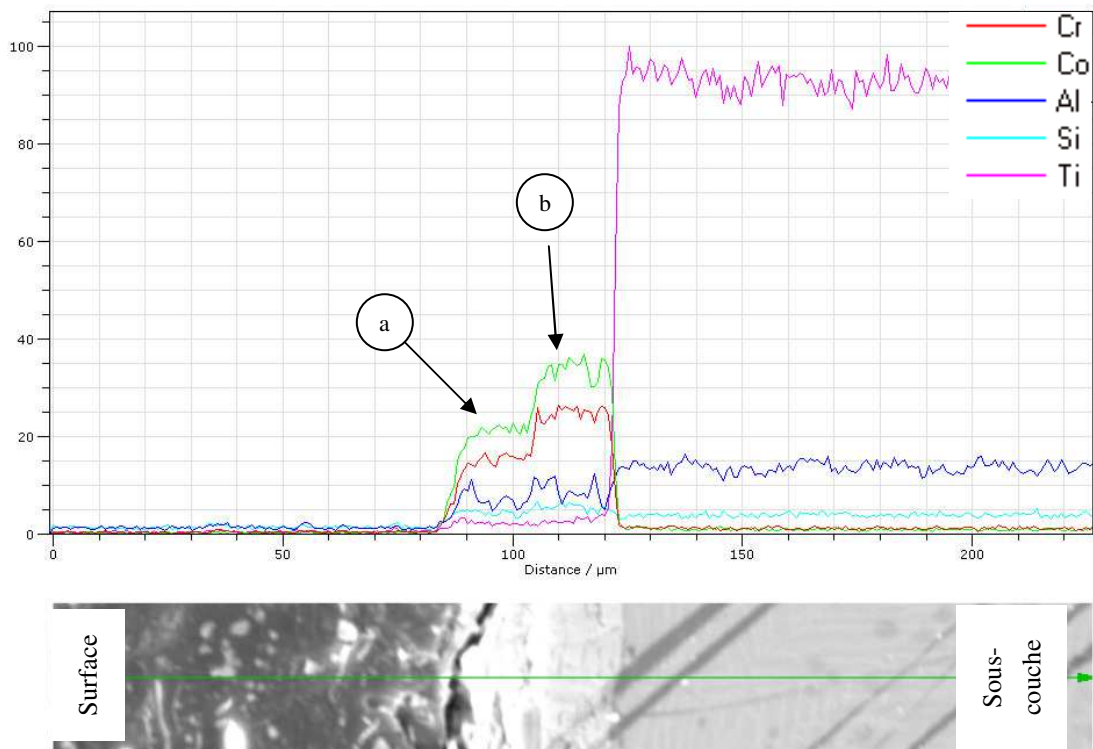 100
80
60
40
20
0
0 50 100 150 200
Distance / µm
Cr
Co
Al
Si
Ti
b
a
Surface
Sous-
couche